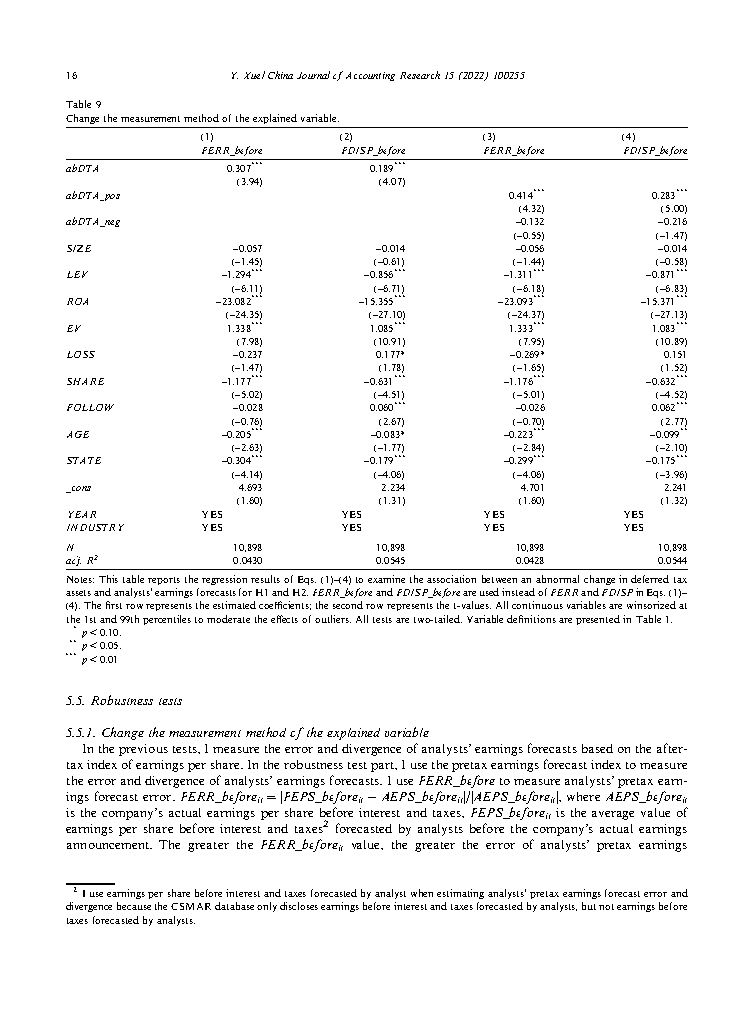 16 Y. Xue/China Journal of Accounting Research 15 (2022) 100255
Table 9
Change the measurement method of the explained variable.
(1) (2) (3) (4)
FERR_before FDISP_before FERR_before FDISP_before
abDTA 0.307*** 0.189***
(3.94) (4.07)
abDTA_pos 0.414*** 0.283***
(4.32) (5.00)
abDTA_neg −0.132 −0.216
(−0.55) (−1.47)
SIZE −0.057 −0.014 −0.056 −0.014
(−1.45) (−0.61) (−1.44) (−0.58)
LEV −1.294*** −0.856*** −1.311*** −0.871***
(−6.11) (−6.71) (−6.18) (−6.83)
ROA −23.082*** −15.355*** −23.093*** −15.371***
(−24.35) (−27.10) (−24.37) (−27.13)
EV 1.338*** 1.085*** 1.333*** 1.083***
(7.98) (10.91) (7.95) (10.89)
LOSS −0.237 0.177* −0.269* 0.151
(−1.47) (1.78) (−1.65) (1.52)
SHARE −1.177*** −0.631*** −1.176*** −0.632***
(−5.02) (−4.51) (−5.01) (−4.52)
FOLLOW −0.028 0.060*** −0.026 0.062***
(−0.76) (2.67) (−0.70) (2.77)
AGE −0.205*** −0.083* −0.223*** −0.099**
(−2.63) (−1.77) (−2.84) (−2.10)
STATE −0.304*** −0.179*** −0.299*** −0.175***
(−4.14) (−4.06) (−4.06) (−3.96)
_cons 4.693 2.234 4.701 2.241
(1.60) (1.31) (1.60) (1.32)
YEAR YES YES YES YES
INDUSTRY YES YES YES YES
N 10,898 10,898 10,898 10,898
adj. R² 0.0430 0.0545 0.0428 0.0544
Notes: This table reports the regression results of Eqs. (1)–(4) to examine the association between an abnormal change in deferred tax
assets and analysts' earnings forecasts for H1 and H2. FERR_before and FDISP_before are used instead of FERR and FDISP in Eqs. (1)–
(4). The first row represents the estimated coefficients; the second row represents the t-values. All continuous variables are winsorized at
the 1st and 99th percentiles to moderate the effects of outliers. All tests are two-tailed. Variable definitions are presented in Table 1.
* p < 0.10.
** p < 0.05.
*** p < 0.01
5.5. Robustness tests
5.5.1. Change the measurement method of the explained variable
In the previous tests, I measure the error and divergence of analysts' earnings forecasts based on the after-
tax index of earnings per share. In the robustness test part, I use the pretax earnings forecast index to measure
the error and divergence of analysts' earnings forecasts. I use FERR_before to measure analysts' pretax earn-
ings forecast error. FERR_before_it = |FEPS_before_it − AEPS_before_it|/|AEPS_before_it|, where AEPS_before_it
is the company's actual earnings per share before interest and taxes, FEPS_before_it is the average value of
earnings per share before interest and taxes² forecasted by analysts before the company's actual earnings
announcement. The greater the FERR_before_it value, the greater the error of analysts' pretax earnings
² I use earnings per share before interest and taxes forecasted by analyst when estimating analysts' pretax earnings forecast error and
divergence because the CSMAR database only discloses earnings before interest and taxes forecasted by analysts, but not earnings before
taxes forecasted by analysts.